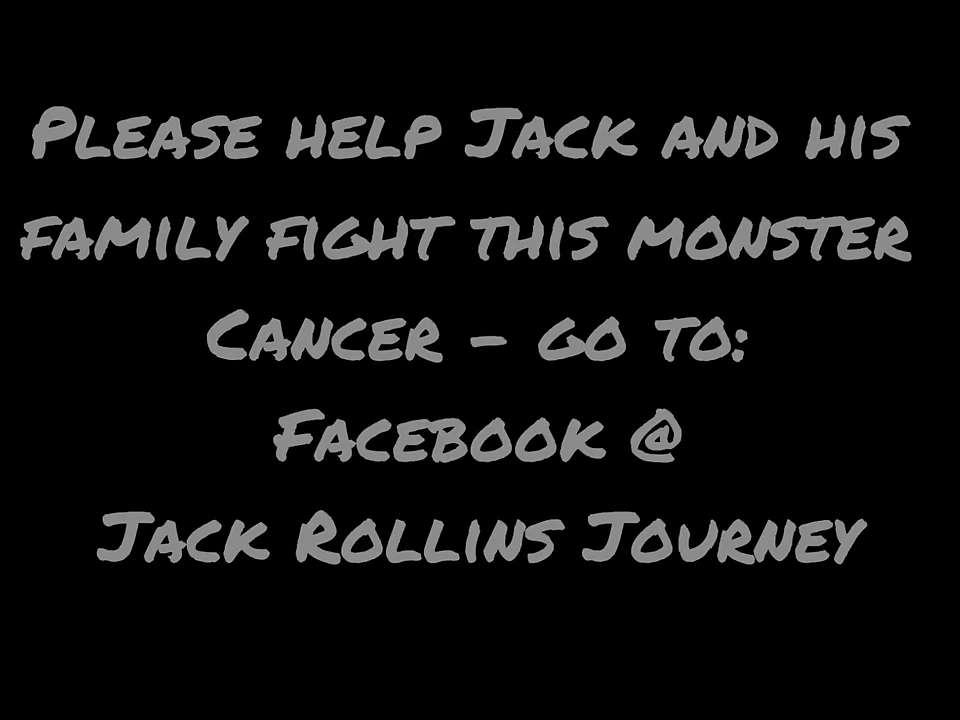 Please help Jack and his
family fight this monster
Cancer - go to:
Facebook @
Jack Rollins Journey